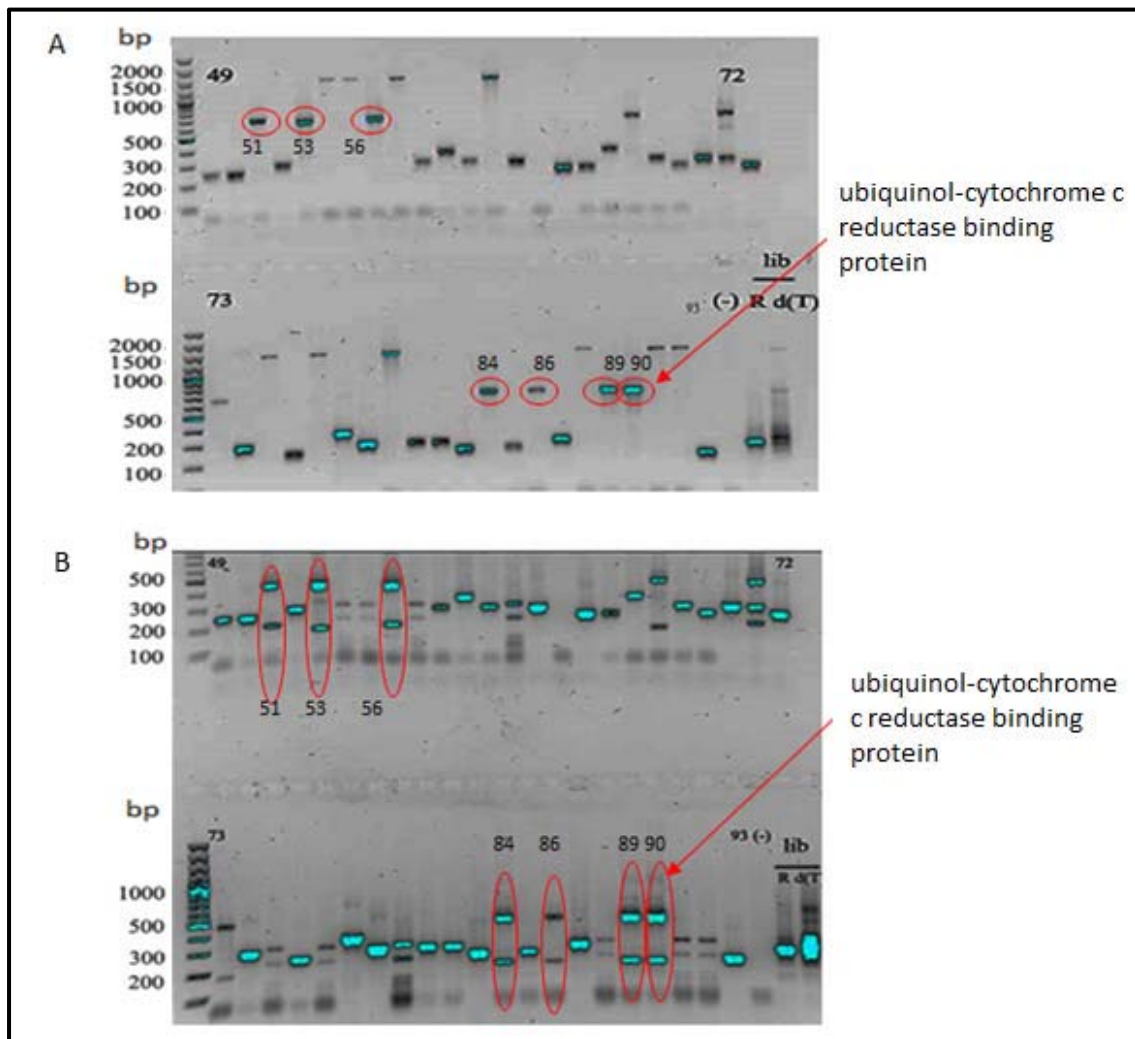 A
bp
2000
1500
1000
500
300
200
100
49
72
51
53
56
ubiquinol-cytochrome c
reductase binding
protein
bp
73
93
(-)
lib
R d(T)
2000
1500
1000
500
200
100
84
86
89
90
B
bp
49
72
500
300
200
100
51
53
56
ubiquinol-cytochrome
c reductase binding
protein
bp
73
84
86
89
90
93 (-)
lib
R d(T
1000
500
300
200